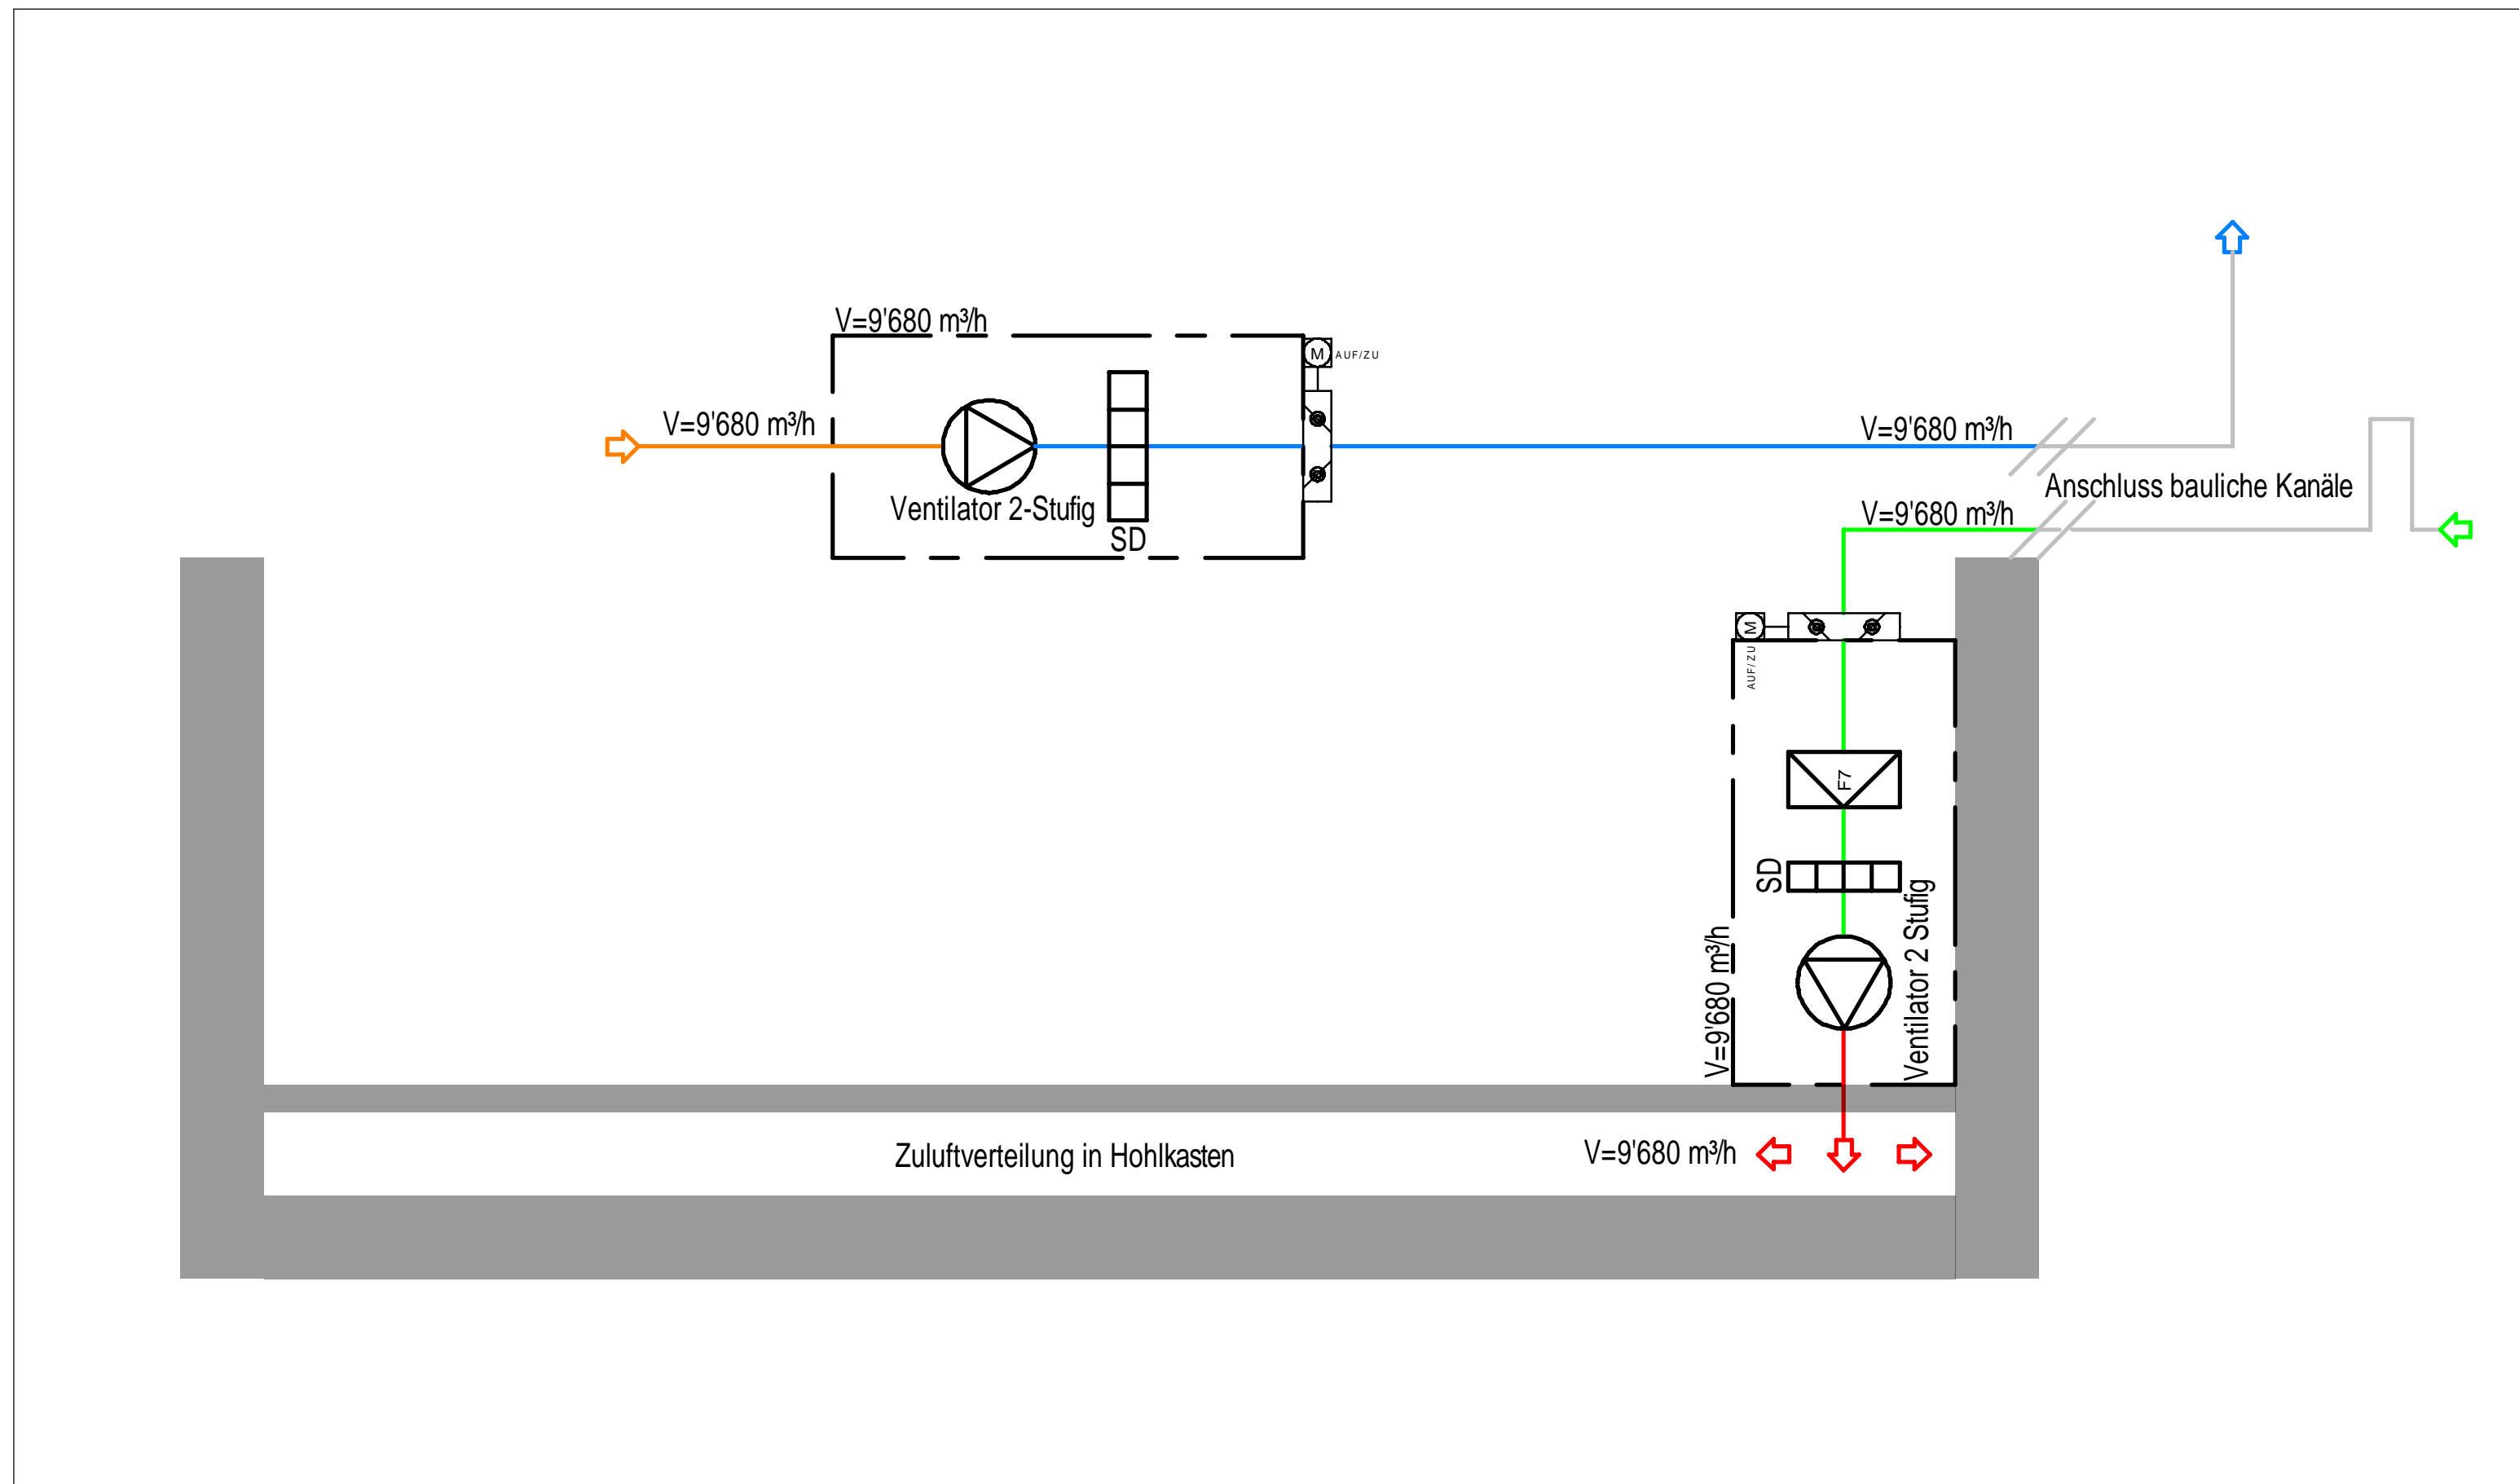 V=9'680 m³/h
M
AUF/ZU
V=9'680 m³/h
V=9'680 m³/h
Ventilator 2-Stufig
SD
Anschluss bauliche Kanäle
V=9'680 m³/h
M
AUF/ZU
F7
SD
Ventilator 2 Stufig
V=9'680 m³/h
Zuluftverteilung in Hohlkasten
V=9'680 m³/h